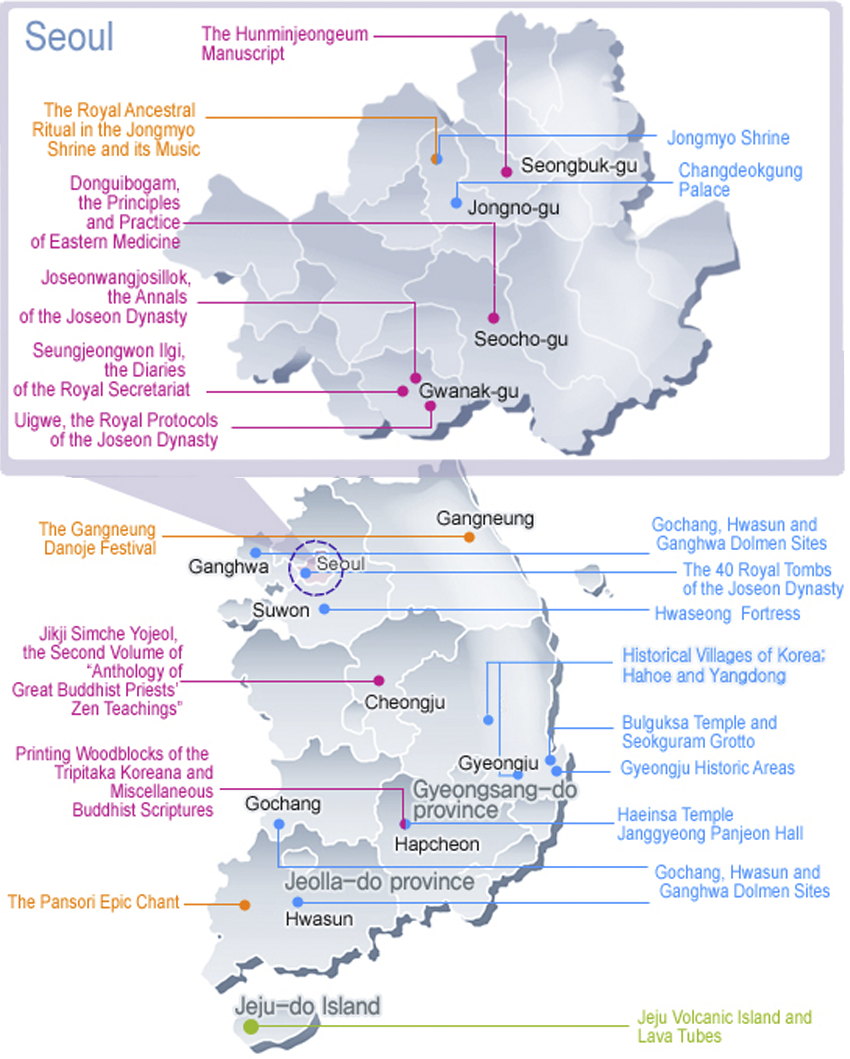 Seoul
The Hunminjeongeum
Manuscript
The Royal Ancestral
Ritual in the Jongmyo
Shrine and its Music
Jongmyo Shrine
Seongbuk-gu
Changdeokgung
Palace
Donguibogam,
the Principles
and Practice
of Eastern Medicine
Jongno-gu
Joseonwangjosillok,
the Annals
of the Joseon Dynasty
Seocho-gu
Seungjeongwon Ilgi,
the Diaries
of the Royal Secretariat
Gwanak-gu
Uigwe, the Royal Protocols
of the Joseon Dynasty
The Gangneung
Danoje Festival
Gangneung
Gochang, Hwasun and
Ganghwa Dolmen Sites
Ganghwa
Seoul
The 40 Royal Tombs
of the Joseon Dynasty
Suwon
Hwaseong Fortress
Jikji Simche Yojeol,
the Second Volume of
“Anthology of
Great Buddhist Priests’
Zen Teachings”
Cheongju
Historical Villages of Korea:
Hahoe and Yangdong
Bulguksa Temple and
Seokguram Grotto
Gyeongju
Gyeongju Historic Areas
Printing Woodblocks of the
Tripitaka Koreana and
Miscellaneous
Buddhist Scriptures
Gyeongsang-do
province
Gochang
Haeinsa Temple
Janggyeong Panjeon Hall
Hapcheon
Gochang, Hwasun and
Ganghwa Dolmen Sites
Jeolla-do province
The Pansori Epic Chant
Hwasun
Jeju-do Island
Jeju Volcanic Island and
Lava Tubes